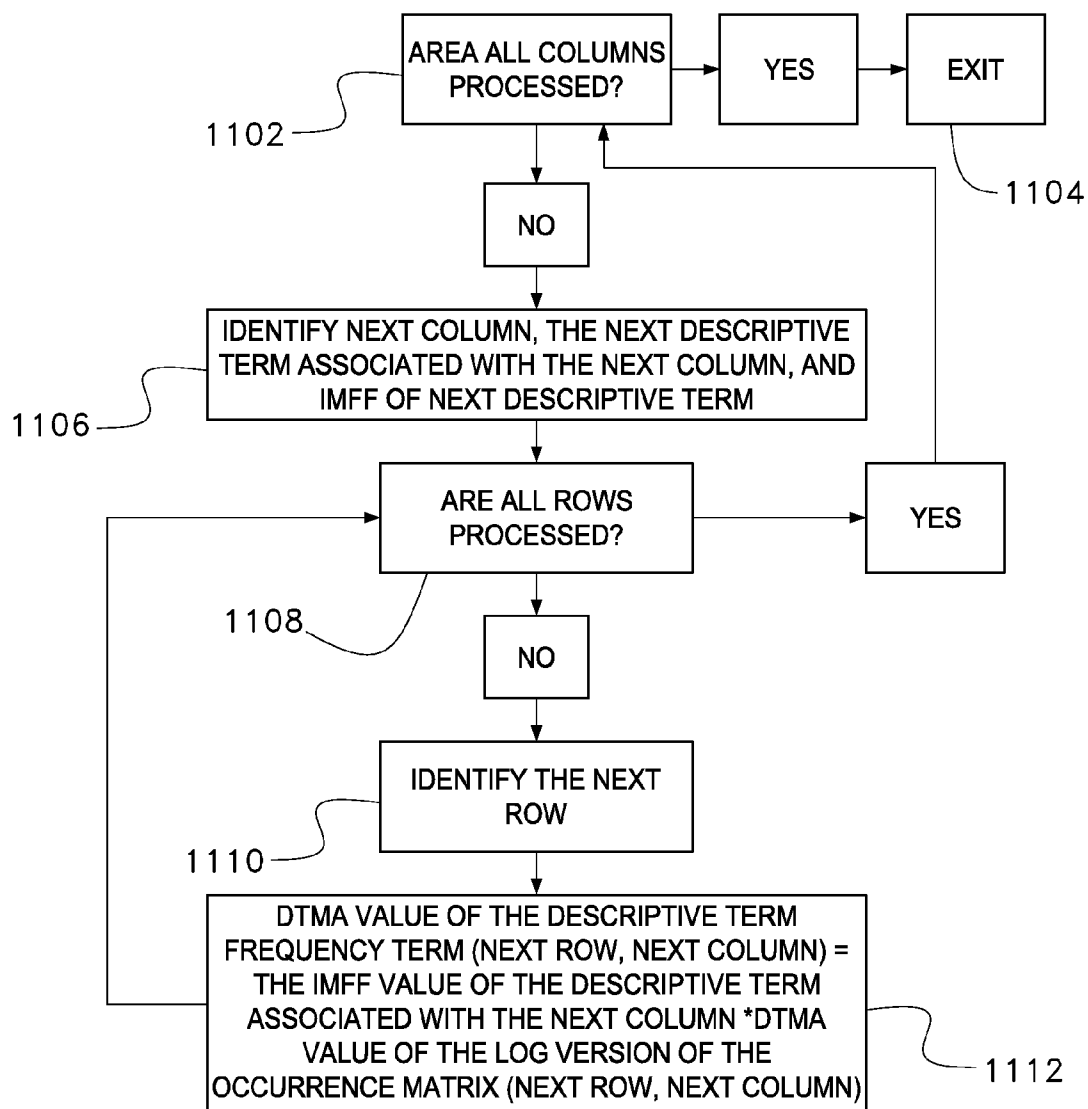 AREA ALL COLUMNS
PROCESSED?
YES
EXIT
1102
1104
NO
IDENTIFY NEXT COLUMN, THE NEXT DESCRIPTIVE
TERM ASSOCIATED WITH THE NEXT COLUMN, AND
IMFF OF NEXT DESCRIPTIVE TERM
1106
ARE ALL ROWS
PROCESSED?
YES
1108
NO
IDENTIFY THE NEXT
ROW
1110
DTMA VALUE OF THE DESCRIPTIVE TERM
FREQUENCY TERM (NEXT ROW, NEXT COLUMN) =
THE IMFF VALUE OF THE DESCRIPTIVE TERM
ASSOCIATED WITH THE NEXT COLUMN *DTMA
VALUE OF THE LOG VERSION OF THE
OCCURRENCE MATRIX (NEXT ROW, NEXT COLUMN)
1112